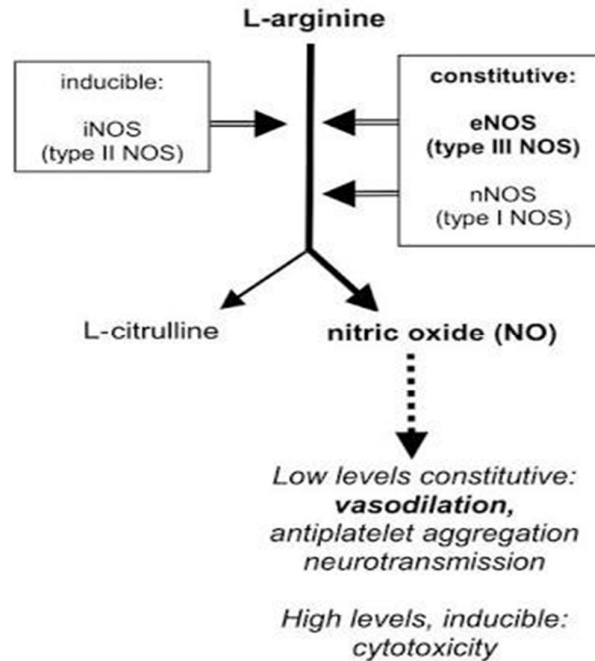 L-arginine
inducible:
iNOS
(type II NOS)
constitutive:
eNOS
(type III NOS)
nNOS
(type I NOS)
L-citrulline
nitric oxide (NO)
Low levels constitutive:
vasodilation,
antiplatelet aggregation
neurotransmission
High levels, inducible:
cytotoxicity